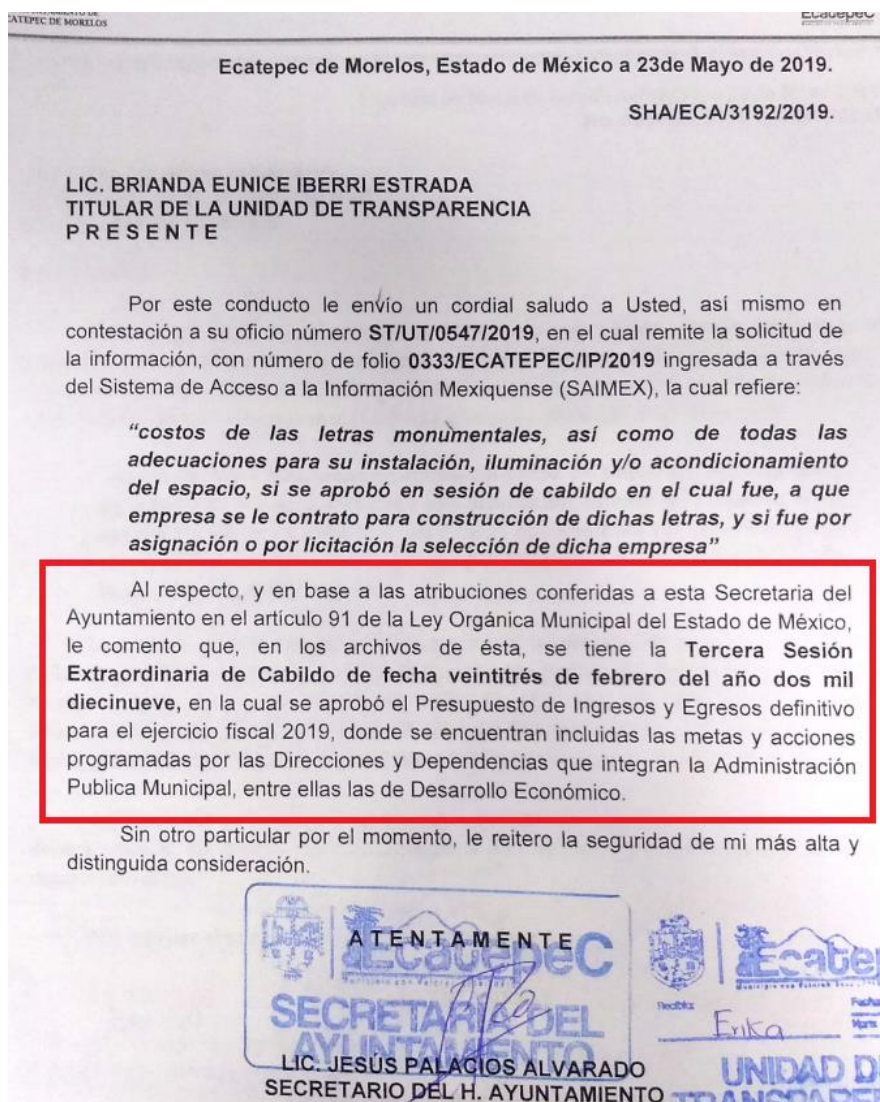 ECATEPEC DE MORELOS
Ecatepec
Ecatepec de Morelos, Estado de México a 23de Mayo de 2019.
SHA/ECA/3192/2019.
LIC. BRIANDA EUNICE IBERRI ESTRADA
TITULAR DE LA UNIDAD DE TRANSPARENCIA
P R E S E N T E
Por este conducto le envío un cordial saludo a Usted, así mismo en
contestación a su oficio número ST/UT/0547/2019, en el cual remite la solicitud de
la información, con número de folio 0333/ECATEPEC/IP/2019 ingresada a través
del Sistema de Acceso a la Información Mexiquense (SAIMEX), la cual refiere:
“costos de las letras monumentales, así como de todas las
adecuaciones para su instalación, iluminación y/o acondicionamiento
del espacio, si se aprobó en sesión de cabildo en el cual fue, a que
empresa se le contrato para construcción de dichas letras, y si fue por
asignación o por licitación la selección de dicha empresa”
Al respecto, y en base a las atribuciones conferidas a esta Secretaria del
Ayuntamiento en el artículo 91 de la Ley Orgánica Municipal del Estado de México,
le comento que, en los archivos de ésta, se tiene la Tercera Sesión
Extraordinaria de Cabildo de fecha veintitrés de febrero del año dos mil
diecinueve, en la cual se aprobó el Presupuesto de Ingresos y Egresos definitivo
para el ejercicio fiscal 2019, donde se encuentran incluidas las metas y acciones
programadas por las Direcciones y Dependencias que integran la Administración
Publica Municipal, entre ellas las de Desarrollo Económico.
Sin otro particular por el momento, le reitero la seguridad de mi más alta y
distinguida consideración.
A T E N T A M E N T E
Ecatepec
SECRETARÍA DEL
AYUNTAMIENTO
LIC. JESÚS PALACIOS ALVARADO
SECRETARIO DEL H. AYUNTAMIENTO
Ecatep
Recibe: Erika
Fecha
UNIDAD D
TRANSPAREN